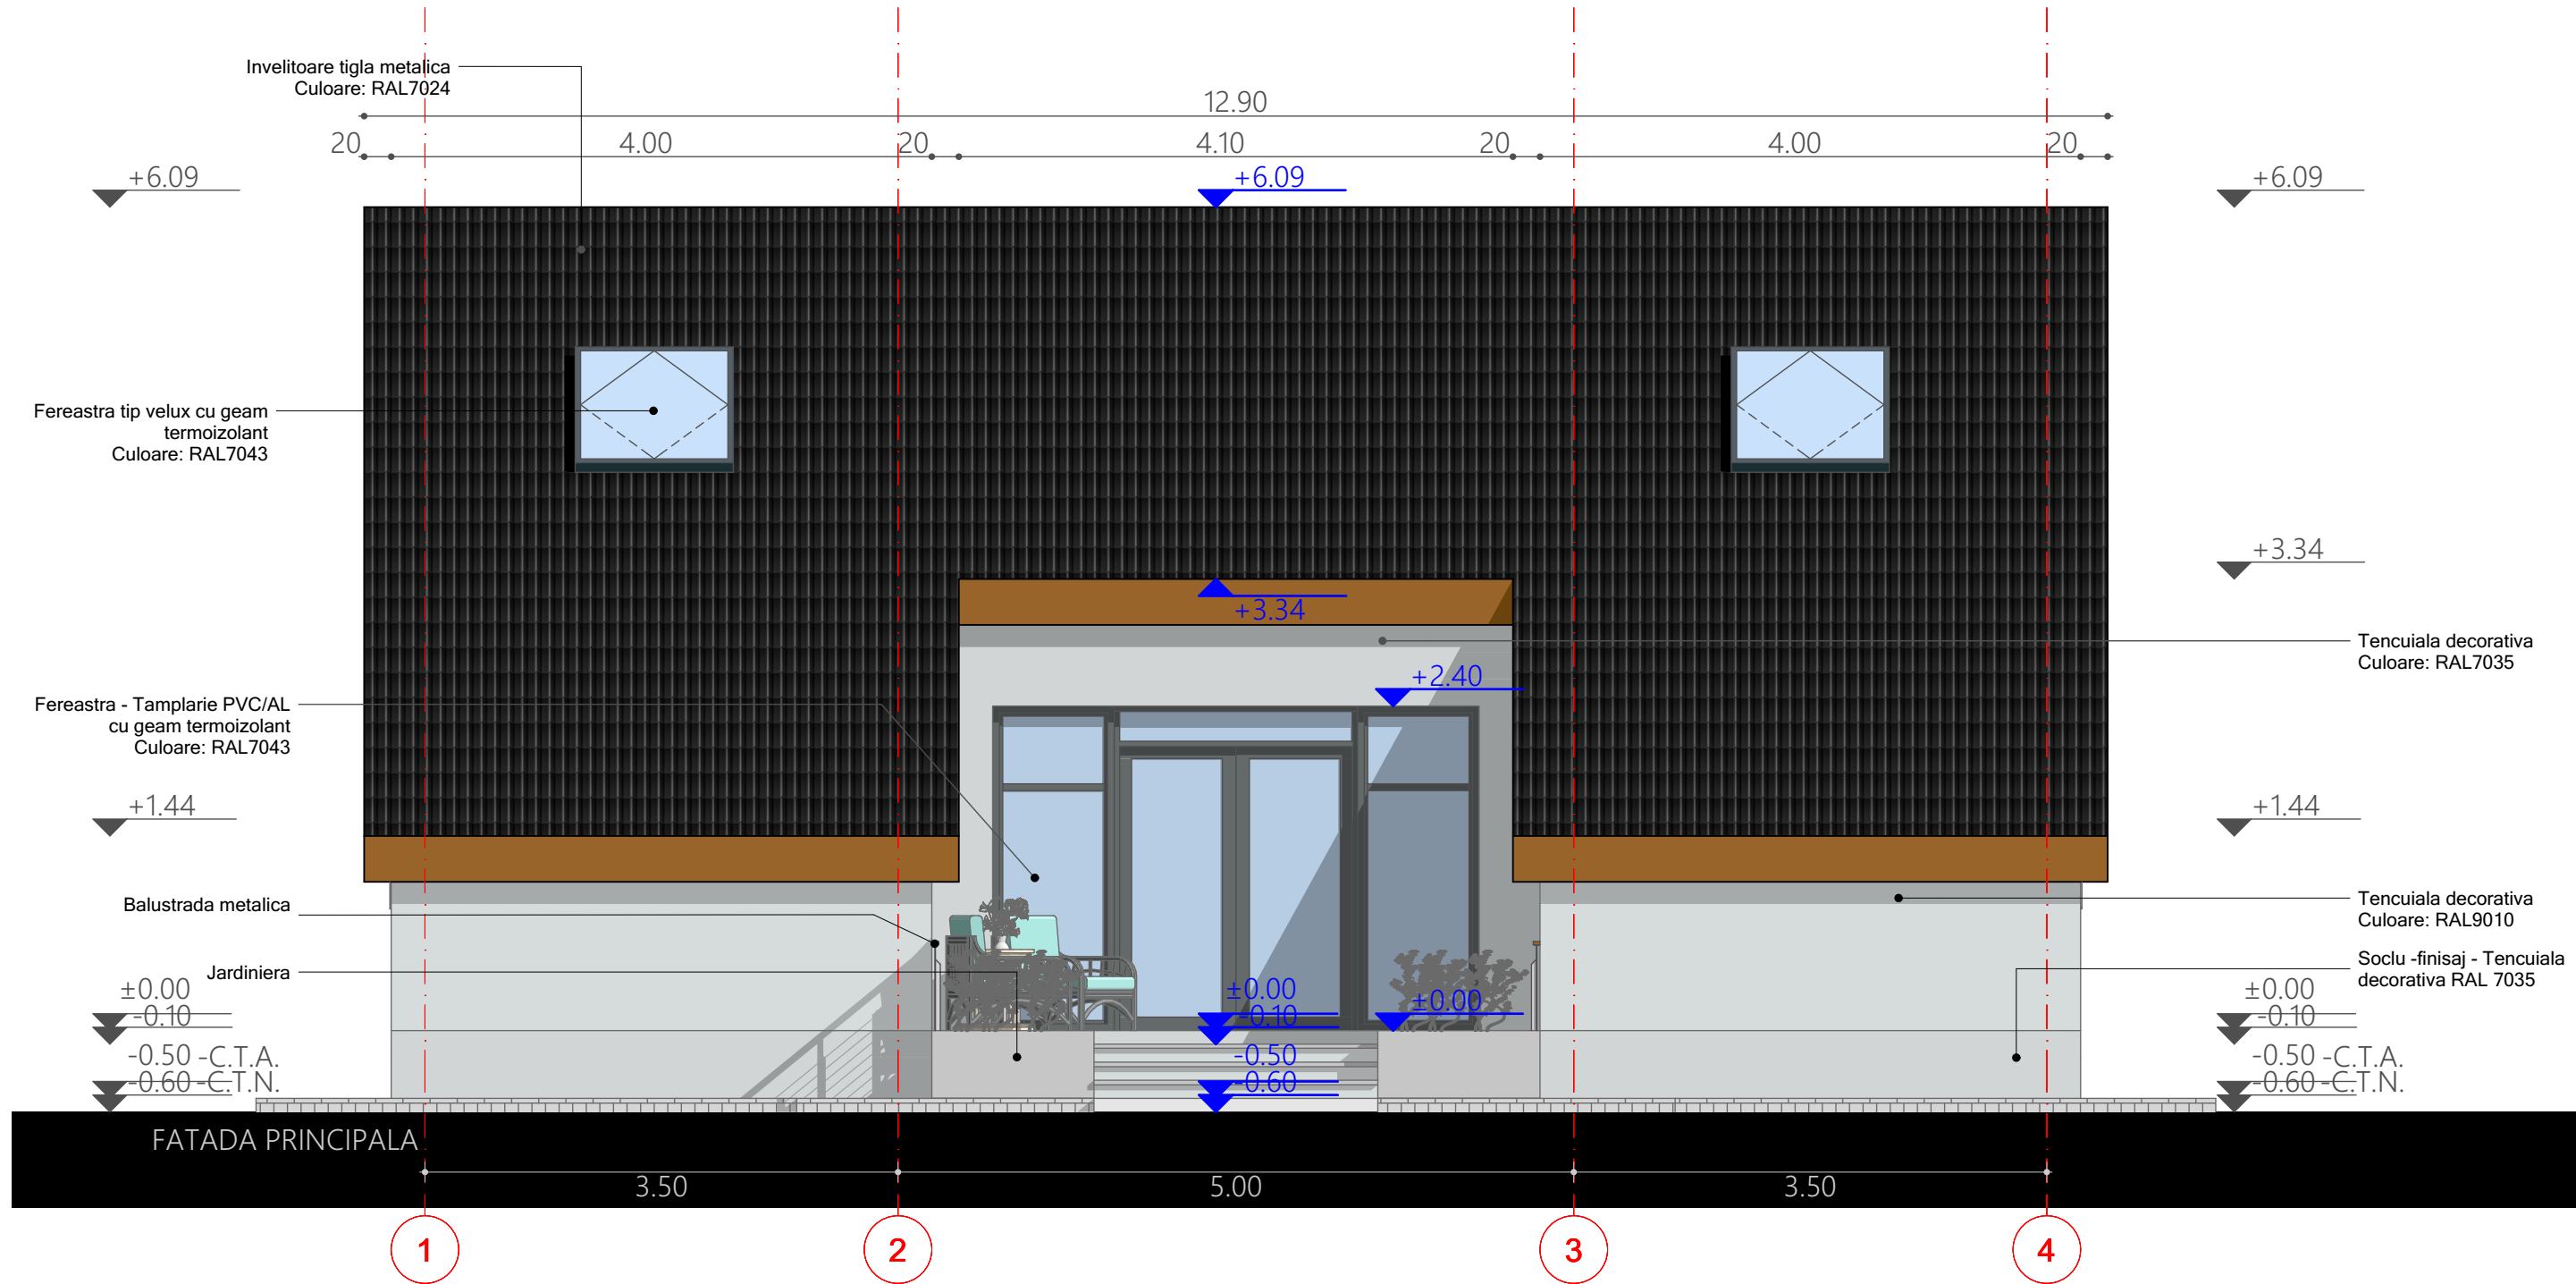 Invelitoare tigla metalica
Culoare: RAL7024
12.90
20 4.00 20 4.10 20 4.00 20
+6.09 +6.09 +6.09
Fereastra tip velux cu geam
termoizolant
Culoare: RAL7043
+3.34
+3.34
Tencuiala decorativa
Culoare: RAL7035
+2.40
Fereastra - Tamplarie PVC/AL
cu geam termoizolant
Culoare: RAL7043
+1.44 +1.44
Balustrada metalica
Tencuiala decorativa
Culoare: RAL9010
Jardiniera
Soclu -finisaj - Tencuiala
decorativa RAL 7035
±0.00 ±0.00 ±0.00 ±0.00
-0.10 -0.10 -0.10
-0.50 -C.T.A. -0.50 -0.50 -C.T.A.
-0.60 -C.T.N. -0.60 -0.60 -C.T.N.
FATADA PRINCIPALA
3.50 5.00 3.50
1 2 3 4